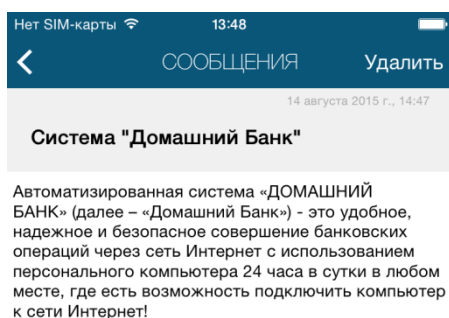 Нет SIM-карты 13:48
СООБЩЕНИЯ Удалить
14 августа 2015 г., 14:47
Система "Домашний Банк"
Автоматизированная система «ДОМАШНИЙ
БАНК» (далее – «Домашний Банк») - это удобное,
надежное и безопасное совершение банковских
операций через сеть Интернет с использованием
персонального компьютера 24 часа в сутки в любом
месте, где есть возможность подключить компьютер
к сети Интернет!